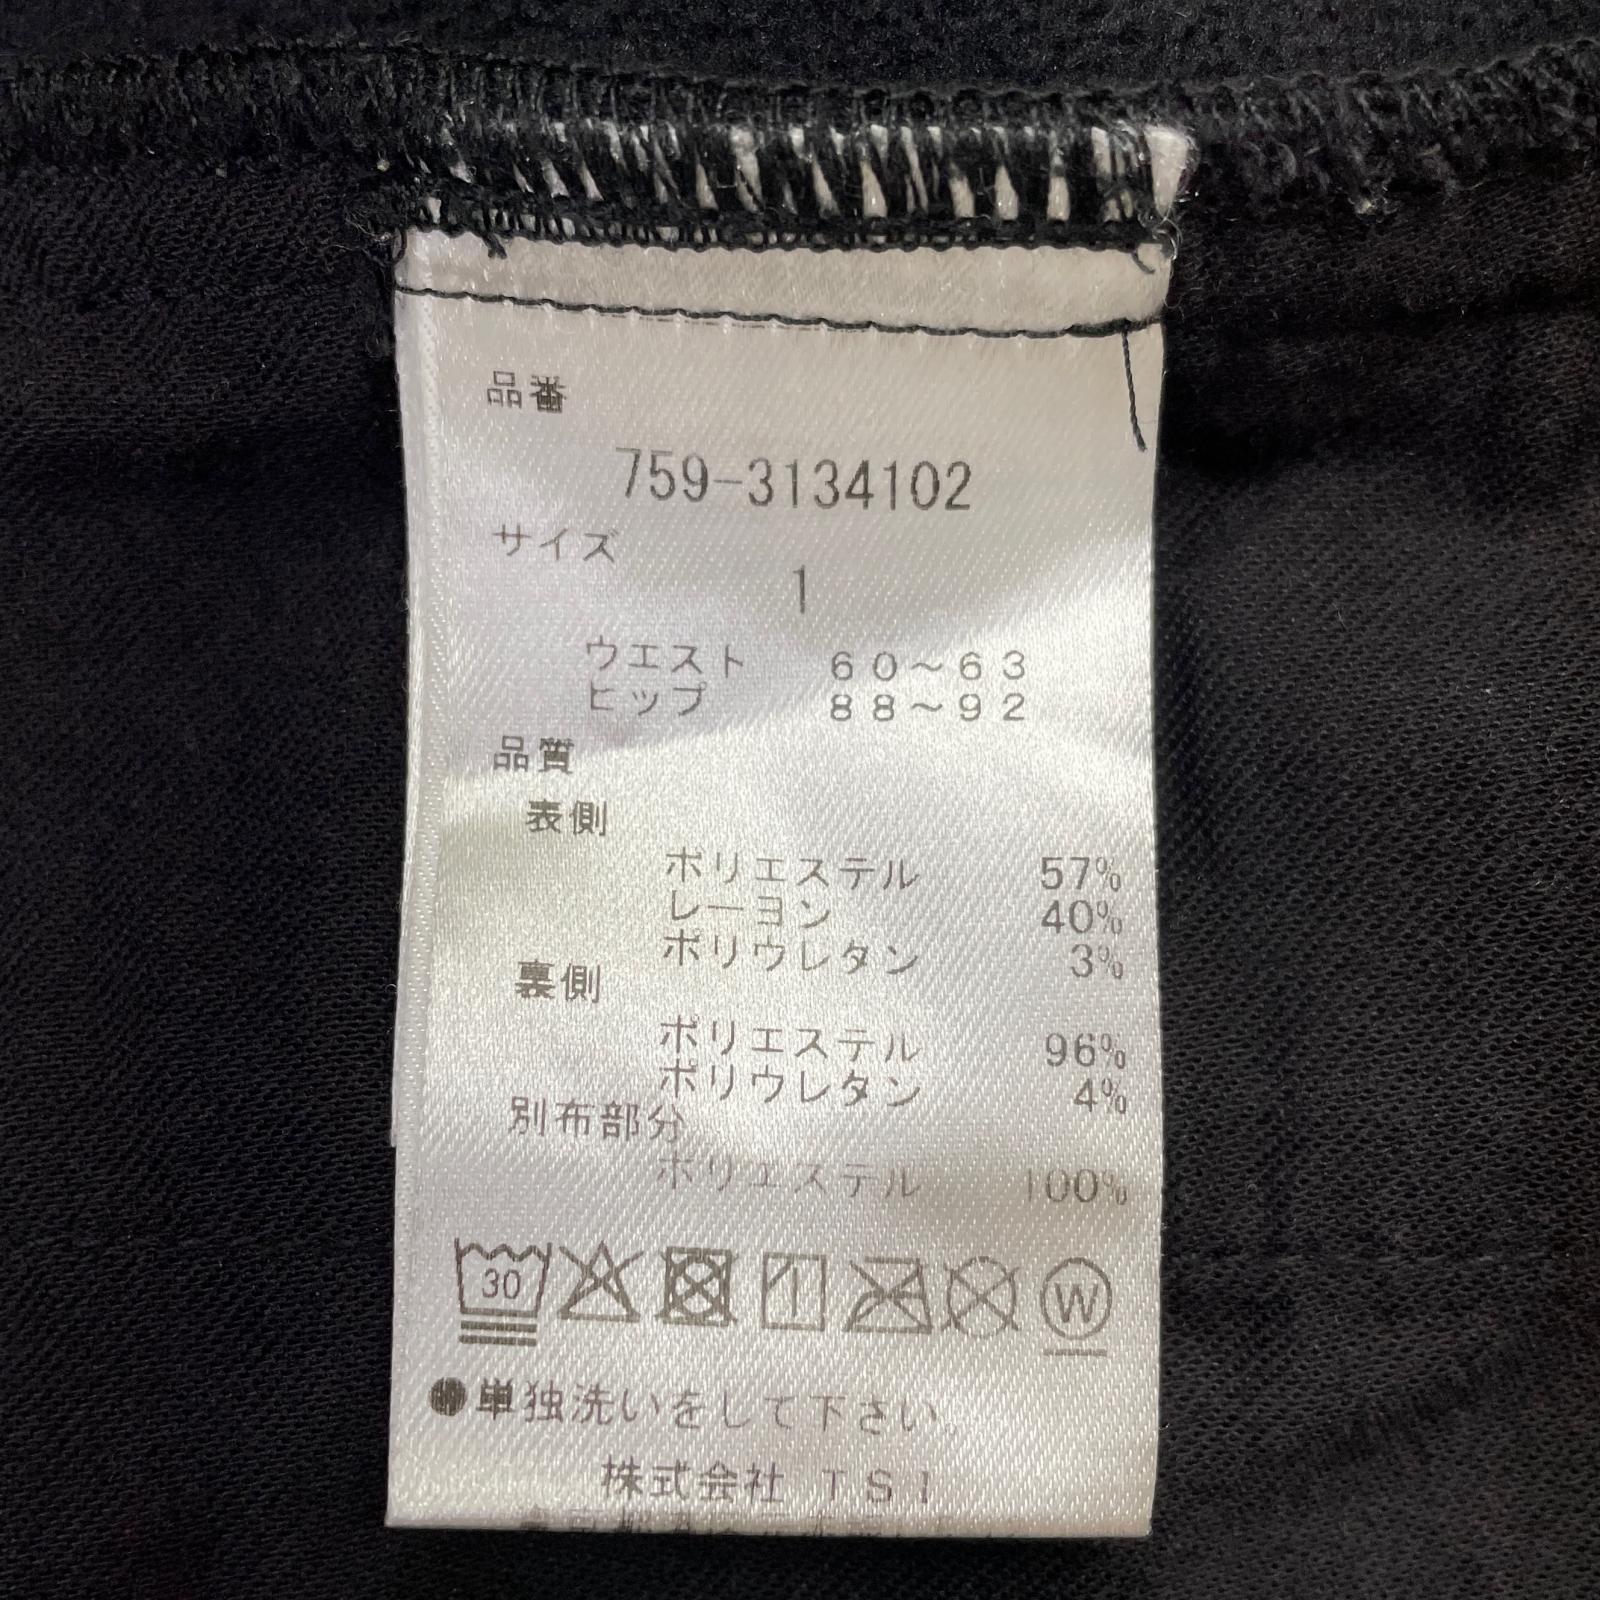 品番
759-3134102
サイズ
1
ウエスト 60~63
ヒップ 88~92
品質
表側
ポリエステル 57%
レーヨン 40%
ポリウレタン 3%
裏側
ポリエステル 96%
ポリウレタン 4%
別布部分
ポリエステル 100%
30 W
●単独洗いをして下さい。
株式会社 TSI